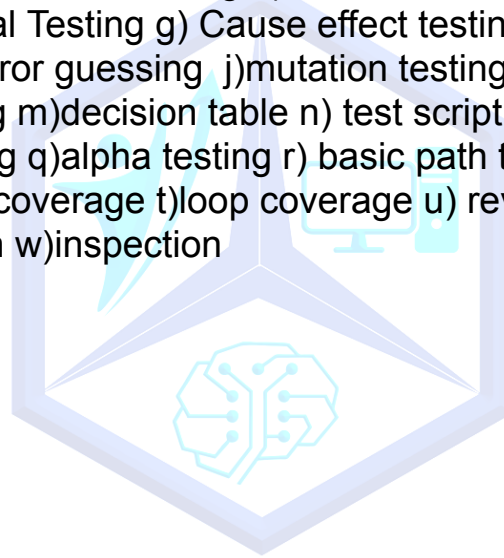 al Testing g) Cause effect testin
ror guessing j)mutation testing
g m)decision table n) test script
g q)alpha testing r) basic path t
coverage t)loop coverage u) rev
n w)inspection